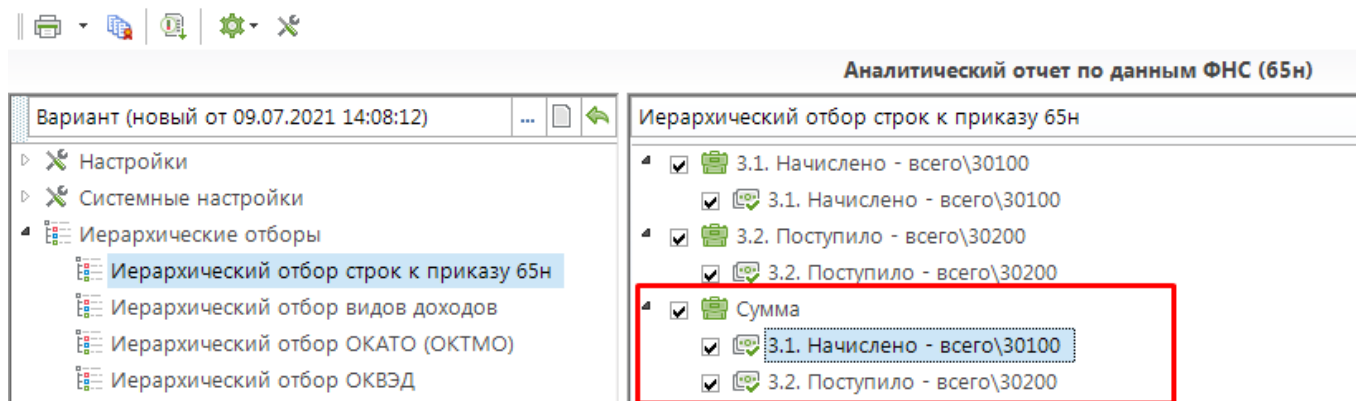 Аналитический отчет по данным ФНС (65н)
Вариант (новый от 09.07.2021 14:08:12) ...
Настройки
Системные настройки
Иерархические отборы
Иерархический отбор строк к приказу 65н
Иерархический отбор видов доходов
Иерархический отбор ОКАТО (ОКТМО)
Иерархический отбор ОКВЭД
Иерархический отбор строк к приказу 65н
3.1. Начислено - всего\30100
3.1. Начислено - всего\30100
3.2. Поступило - всего\30200
3.2. Поступило - всего\30200
Сумма
3.1. Начислено - всего\30100
3.2. Поступило - всего\30200